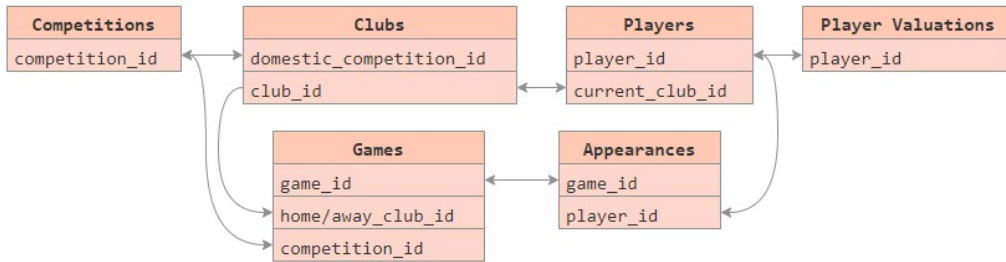 Competitions
competition_id
Clubs
domestic_competition_id
club_id
Players
player_id
current_club_id
Player Valuations
player_id
Games
game_id
home/away_club_id
competition_id
Appearances
game_id
player_id